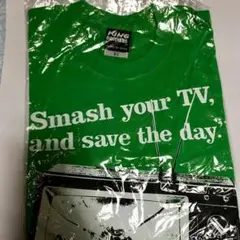 Smash your TV,
and save the day.